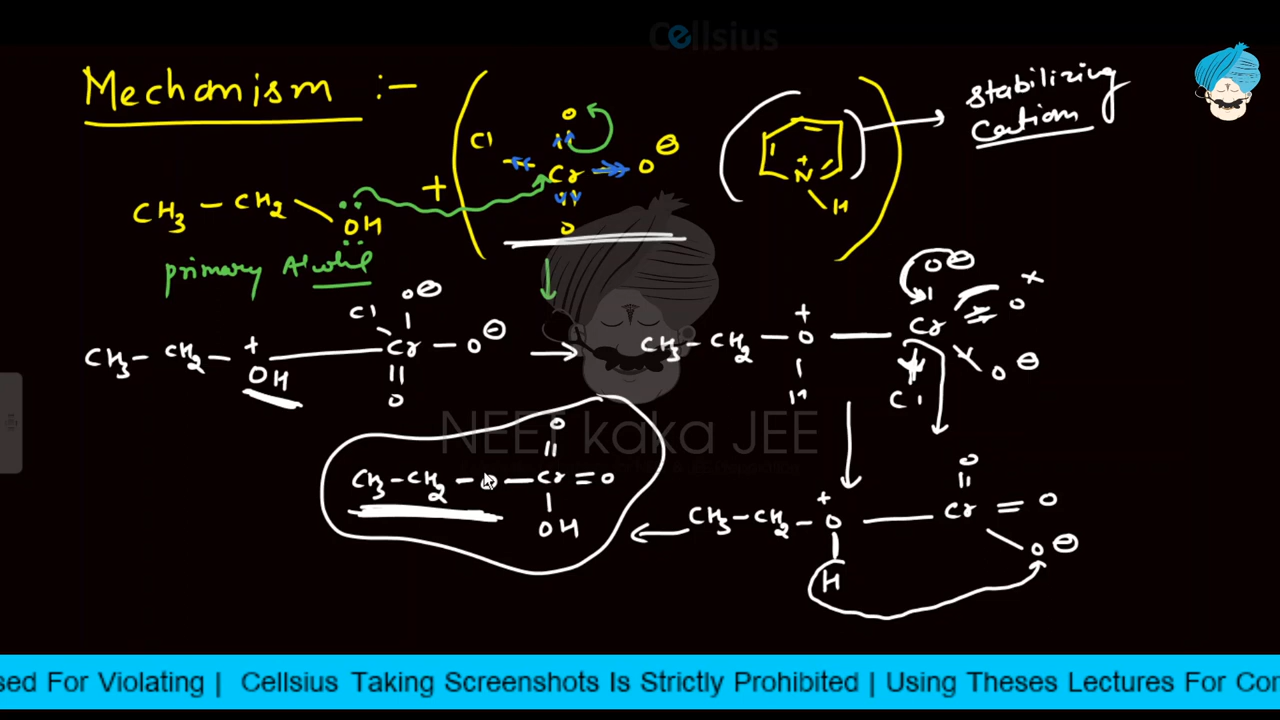 Cellsius
Mechanism :-
stabilizing
Cation
Cl O
+ Cr O ⊖
O
N + H
CH3 - CH2 OH
primary Alcohol
Cl O ⊖
CH3 - CH2 - OH + Cr - O ⊖
O
CH3 - CH2 - O + Cr O ⊖
H Cl O O ⊖
NEET kaka JEE
CH3 - CH2 - O - Cr = O
O
OH
CH3 - CH2 - O + Cr = O
O
H O ⊖
sed For Violating | Cellsius Taking Screenshots Is Strictly Prohibited | Using Theses Lectures For Con